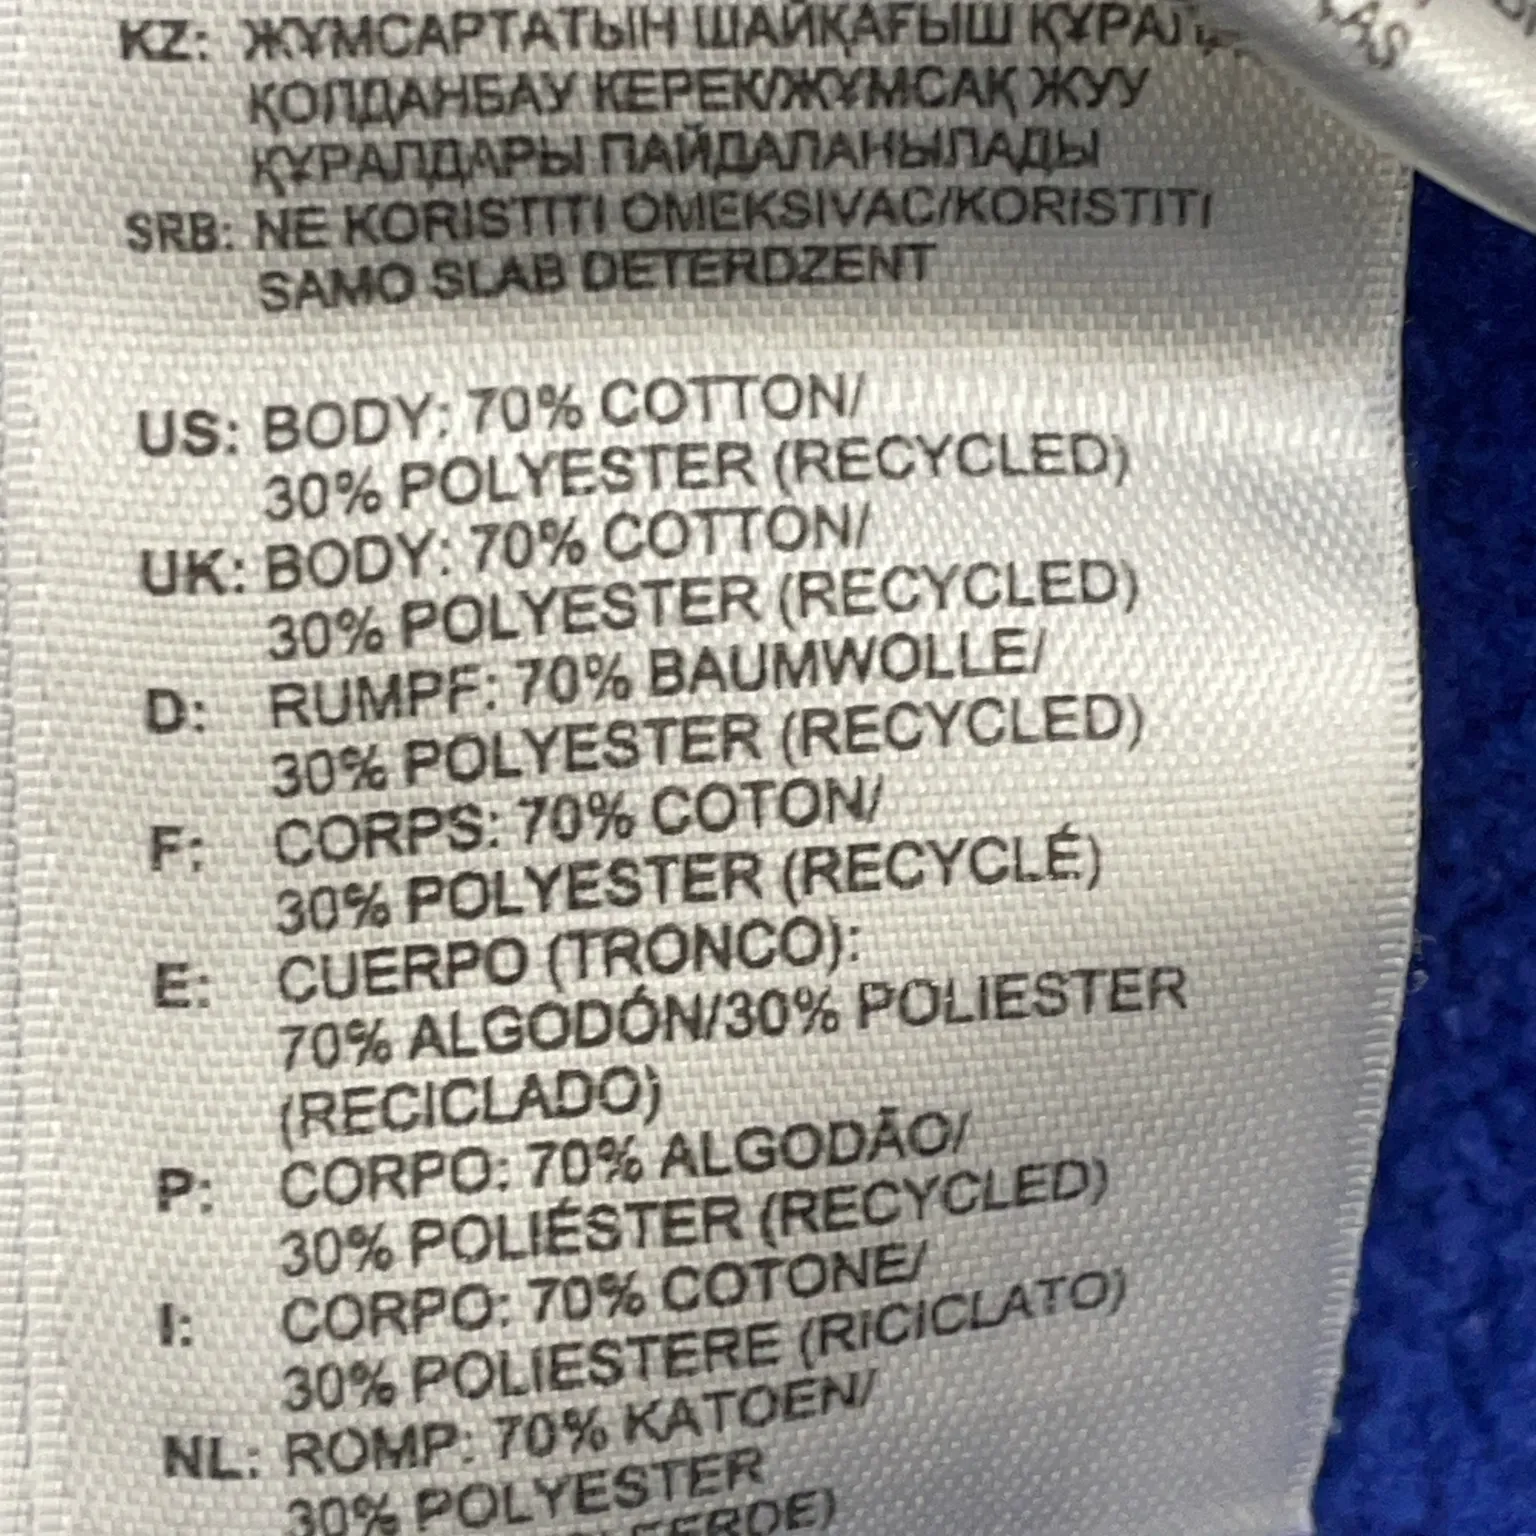 KZ: ЖҰМСАРТАТЫН ШАЙҚАҒЫШ
ҚОЛДАНБАУ КЕРЕК/ЖҰМСАҚ ЖУУ
ҚҰРАЛДАРЫ ПАЙДАЛАНЫЛАДЫ
SRB: NE KORISTITI OMEKSIVAC/KORISTITI
SAMO SLAB DETERDZENT
US: BODY: 70% COTTON/
30% POLYESTER (RECYCLED)
UK: BODY: 70% COTTON/
30% POLYESTER (RECYCLED)
D: RUMPF: 70% BAUMWOLLE/
30% POLYESTER (RECYCLED)
F: CORPS: 70% COTON/
30% POLYESTER (RECYCLÉ)
E: CUERPO (TRONCO):
70% ALGODÓN/30% POLIESTER
(RECICLADO)
P: CORPO: 70% ALGODÃO/
30% POLIÉSTER (RECYCLED)
I: CORPO: 70% COTONE/
30% POLIESTERE (RICICLATO)
NL: ROMP: 70% KATOEN/
30% POLYESTER